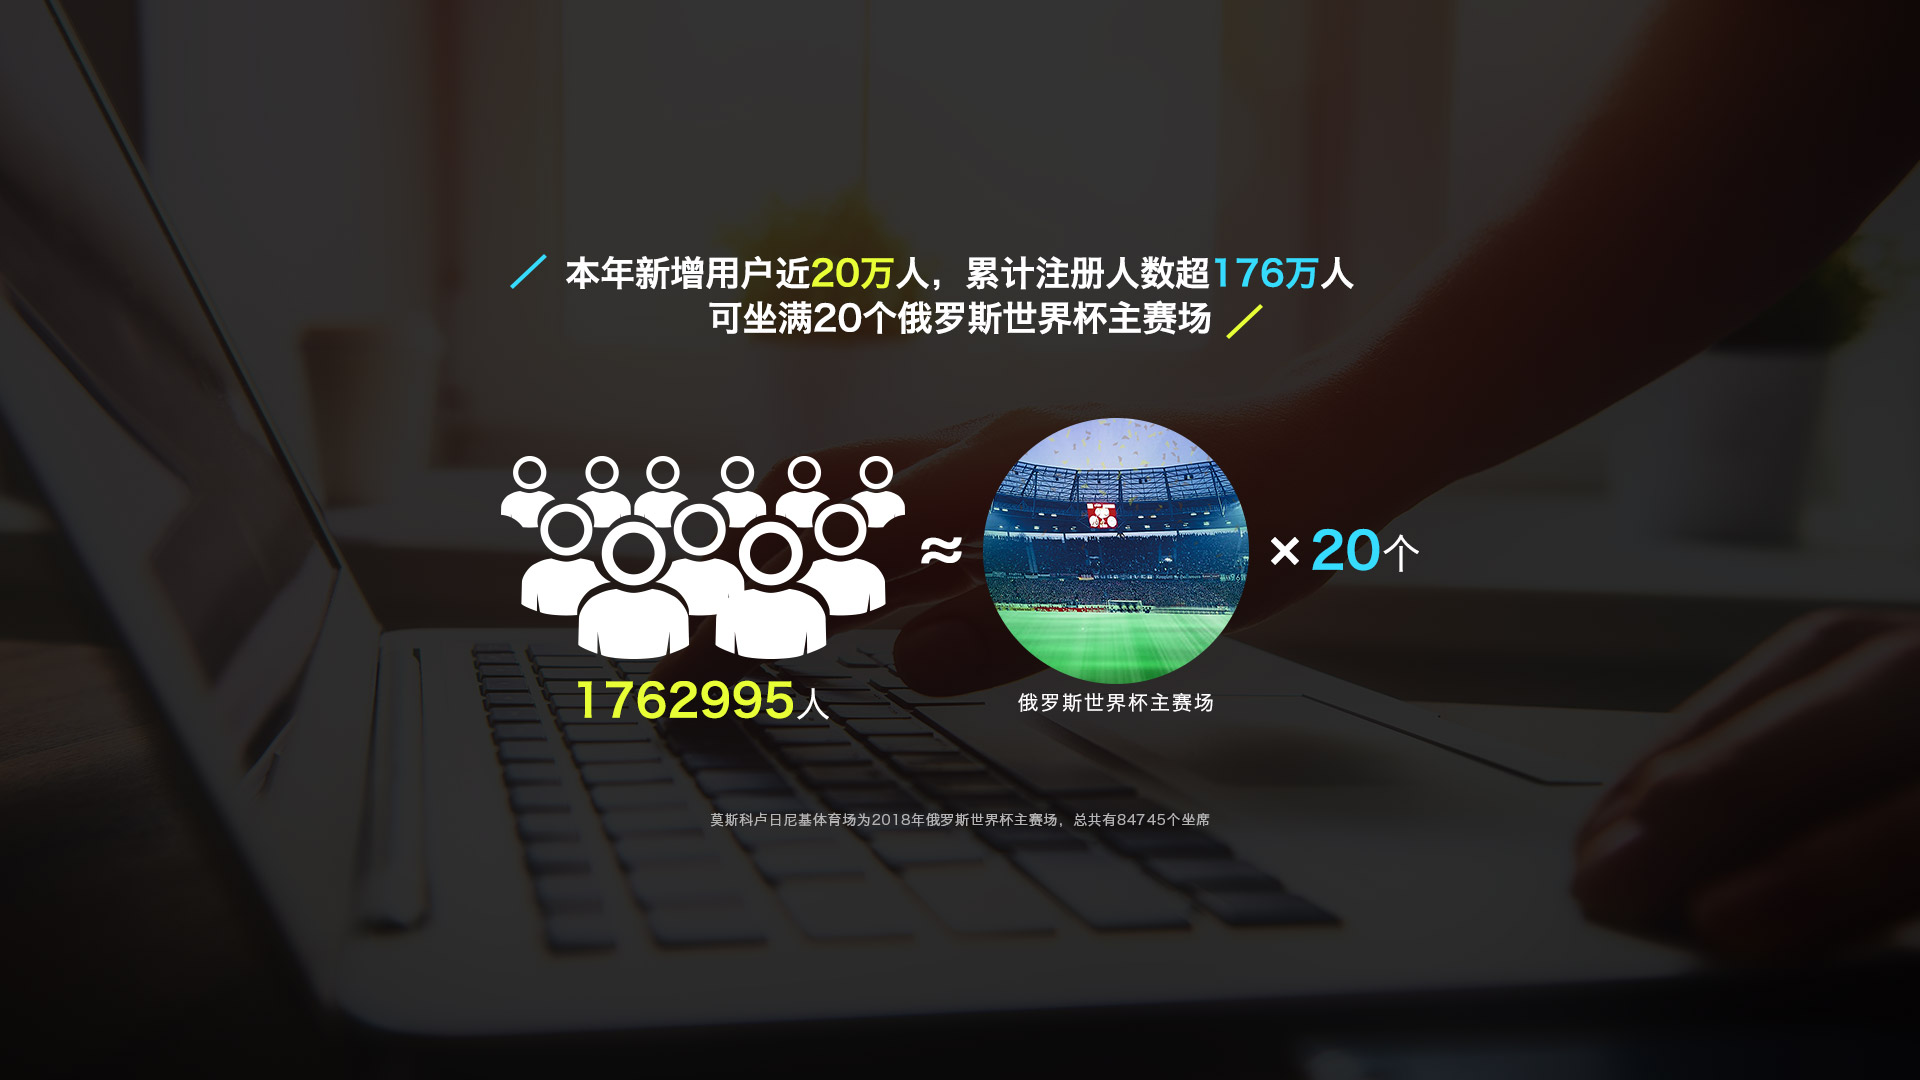 本年新增用户近20万人，累计注册人数超176万人
可坐满20个俄罗斯世界杯主赛场
≈
×20个
1762995人
俄罗斯世界杯主赛场
莫斯科卢日尼基体育场为2018年俄罗斯世界杯主赛场，总共有84745个坐席